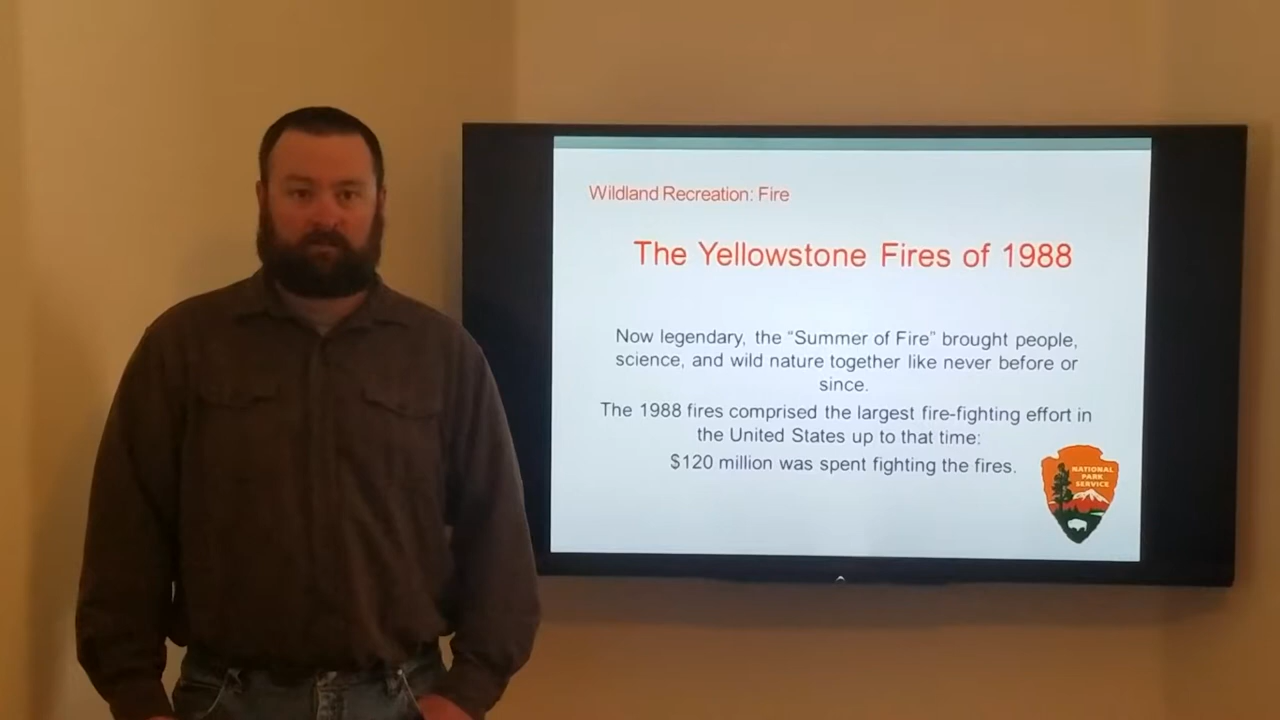 Wildland Recreation: Fire
The Yellowstone Fires of 1988
Now legendary, the “Summer of Fire” brought people,
science, and wild nature together like never before or
since.
The 1988 fires comprised the largest fire-fighting effort in
the United States up to that time:
$120 million was spent fighting the fires.
NATIONAL
PARK
SERVICE